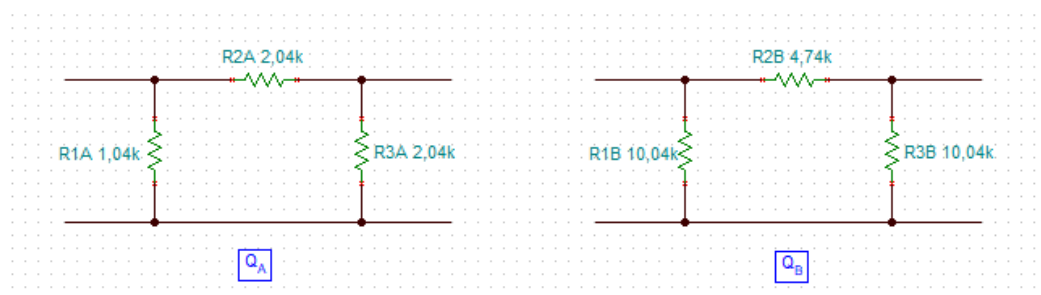 R2A 2,04k
R2B 4,74k
R1A 1,04k
R3A 2,04k
R1B 10,04k
R3B 10,04k
QA
QB